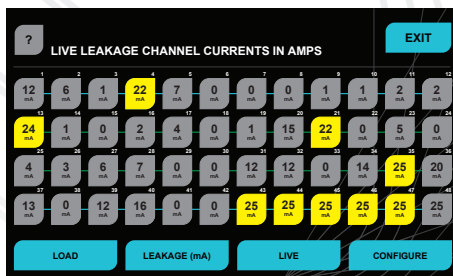 ? LIVE LEAKAGE CHANNEL CURRENTS IN AMPS EXIT
1 2 3 4 5 6 7 8 9 10 11 12
12 6 1 22 7 0 0 0 1 1 2 2
mA mA mA mA mA mA mA mA mA mA mA mA
13 14 15 16 17 18 19 20 21 22 23 24
24 1 0 2 4 0 1 15 22 0 5 0
mA mA mA mA mA mA mA mA mA mA mA mA
25 26 27 28 29 30 31 32 33 34 35 36
4 3 6 7 0 0 12 12 0 14 25 20
mA mA mA mA mA mA mA mA mA mA mA mA
37 38 39 40 41 42 43 44 45 46 47 48
13 0 12 16 0 0 25 25 25 25 25 25
mA mA mA mA mA mA mA mA mA mA mA mA
LOAD LEAKAGE (mA) LIVE CONFIGURE